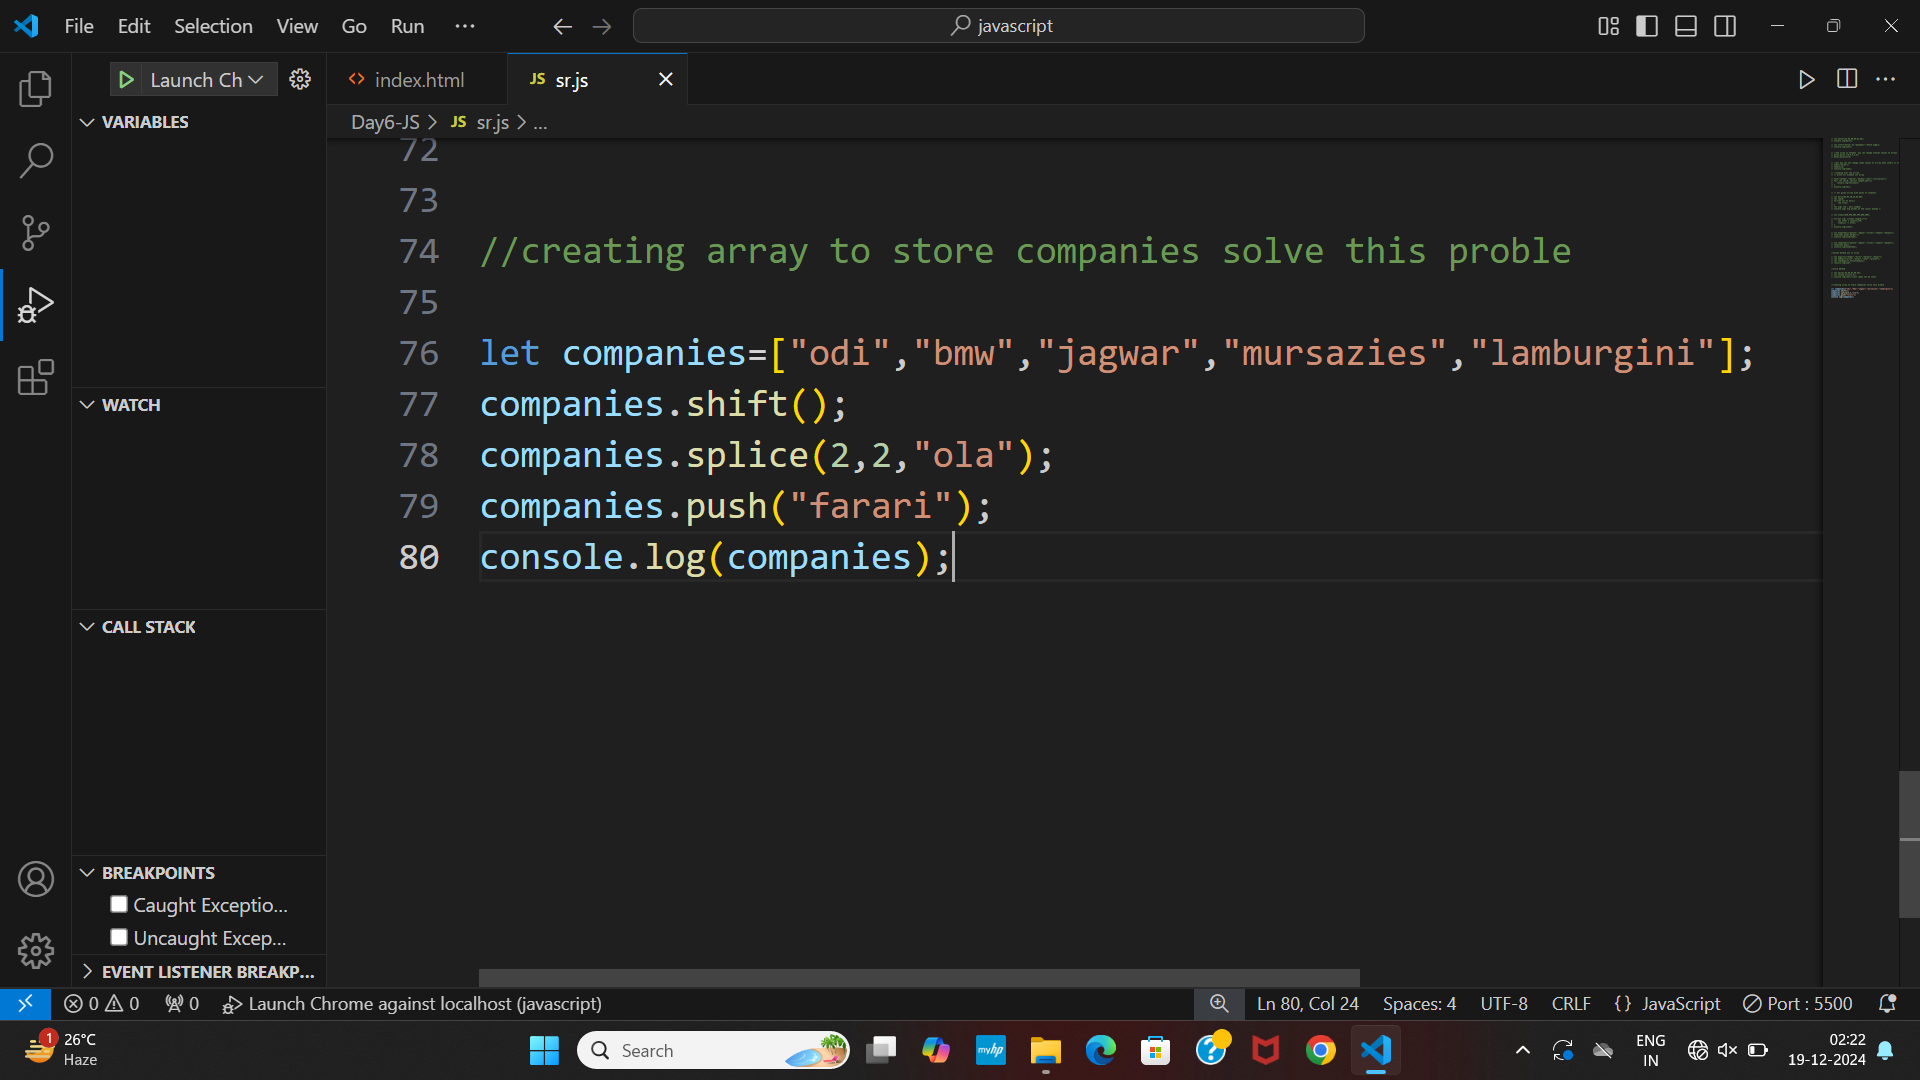 File Edit Selection View Go Run ··· javascript
Launch Ch index.html JS sr.js
VARIABLES
Day6-JS > JS sr.js > ...
72
73
74 //creating array to store companies solve this proble
75
76 let companies=["odi","bmw","jagwar","mursazies","lamburgini"];
77 companies.shift();
WATCH
78 companies.splice(2,2,"ola");
79 companies.push("farari");
80 console.log(companies);
CALL STACK
BREAKPOINTS
Caught Exceptio...
Uncaught Excep...
EVENT LISTENER BREAKP...
0 0 0 Launch Chrome against localhost (javascript) Ln 80, Col 24 Spaces: 4 UTF-8 CRLF {} JavaScript Port : 5500
1 26°C
Haze
Search
myhp
ENG
IN
02:22
19-12-2024